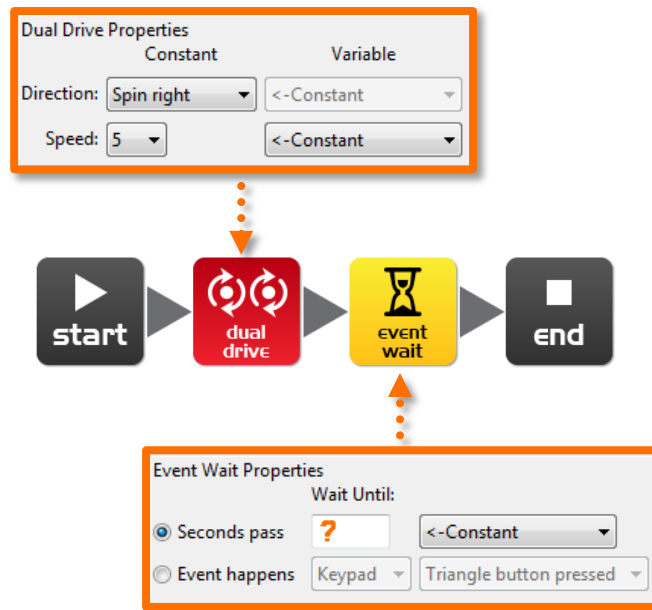 Dual Drive Properties
Constant Variable
Direction: Spin right <-Constant
Speed: 5 <-Constant
start
dual
drive
event
wait
end
Event Wait Properties
Wait Until:
Seconds pass ? <-Constant
Event happens Keypad Triangle button pressed